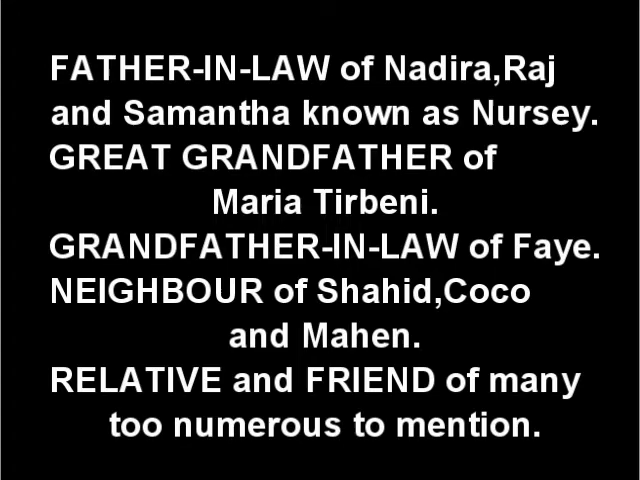 FATHER-IN-LAW of Nadira,Raj
and Samantha known as Nursey.
GREAT GRANDFATHER of
Maria Tirbeni.
GRANDFATHER-IN-LAW of Faye.
NEIGHBOUR of Shahid,Coco
and Mahen.
RELATIVE and FRIEND of many
too numerous to mention.